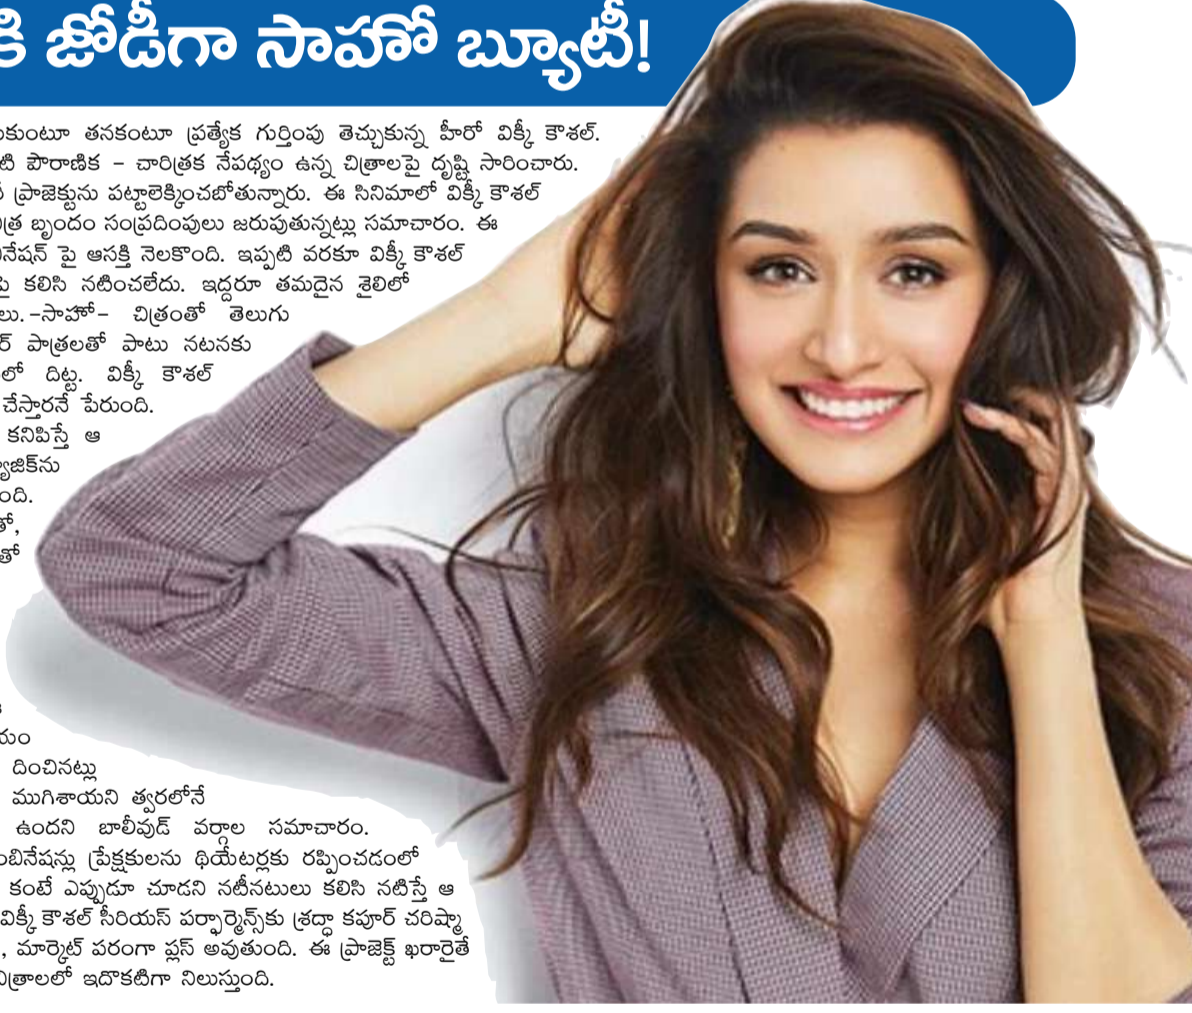 కి జోడీగా సాహో బ్యూటీ!
కుంటూ తనకంటూ ప్రత్యేక గుర్తింపు తెచ్చుకున్న హీరో విక్కీ కౌశల్.
టి పౌరాణిక - చారిత్రక నేపథ్యం ఉన్న చిత్రాలపై దృష్టి సారించారు.
ప్రాజెక్టును పట్టాలెక్కించబోతున్నారు. ఈ సినిమాలో విక్కీ కౌశల్
త్ర బృందం సంప్రదింపులు జరుపుతున్నట్లు సమాచారం. ఈ
నేషన్ పై ఆసక్తి నెలకొంది. ఇప్పటి వరకూ విక్కీ కౌశల్
పై కలిసి నటించలేదు. ఇద్దరూ తమదైన శైలిలో
లు.-సాహో- చిత్రంతో తెలుగు
ర్ పాత్రలతో పాటు నటనకు
లో దిట్ట. విక్కీ కౌశల్
చేస్తారనే పేరుంది.
కనిపిస్తే ఆ
్యాజిక్‌ను
ంది.
తో,
తో
యం
దించినట్లు
ముగిశాయని త్వరలోనే
ఉందని బాలీవుడ్ వర్గాల సమాచారం.
ంబినేషన్లు ప్రేక్షకులను థియేటర్లకు రప్పించడంలో
కంటే ఎప్పుడూ చూడని నటీనటులు కలిసి నటిస్తే ఆ
విక్కీ కౌశల్ సీరియస్ పర్ఫార్మెన్స్‌కు శ్రద్ధా కపూర్ చరిష్మా
, మార్కెట్ పరంగా ప్లస్ అవుతుంది. ఈ ప్రాజెక్ట్ ఖరారైతే
చిత్రాలలో ఇదొకటిగా నిలుస్తుంది.